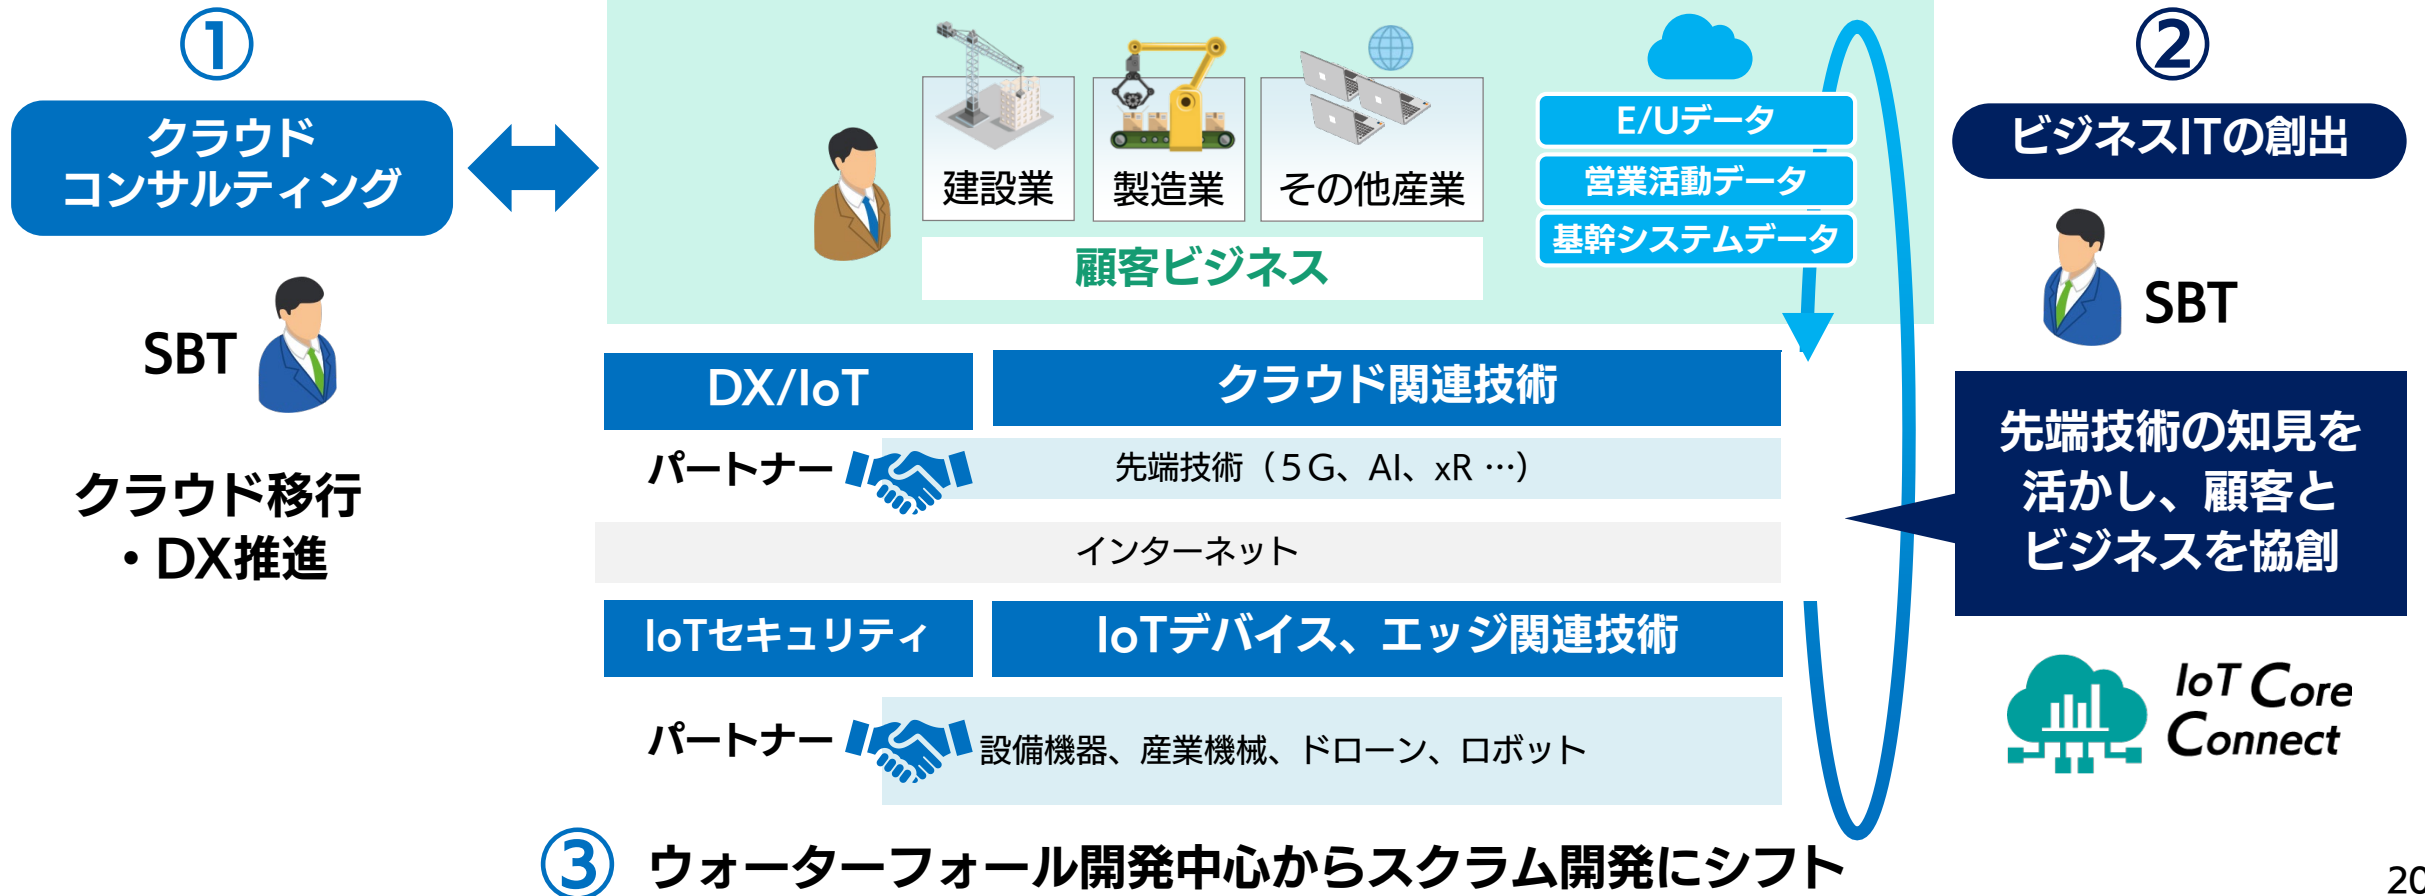 ①
クラウド
コンサルティング
SBT
クラウド移行
・DX推進
建設業
製造業
その他産業
顧客ビジネス
E/Uデータ
営業活動データ
基幹システムデータ
DX/IoT
クラウド関連技術
パートナー
先端技術（５G、AI、xR …）
インターネット
IoTセキュリティ
IoTデバイス、エッジ関連技術
パートナー
設備機器、産業機械、ドローン、ロボット
②
ビジネスITの創出
SBT
先端技術の知見を
活かし、顧客と
ビジネスを協創
IoT Core
Connect
③ ウォーターフォール開発中心からスクラム開発にシフト
20